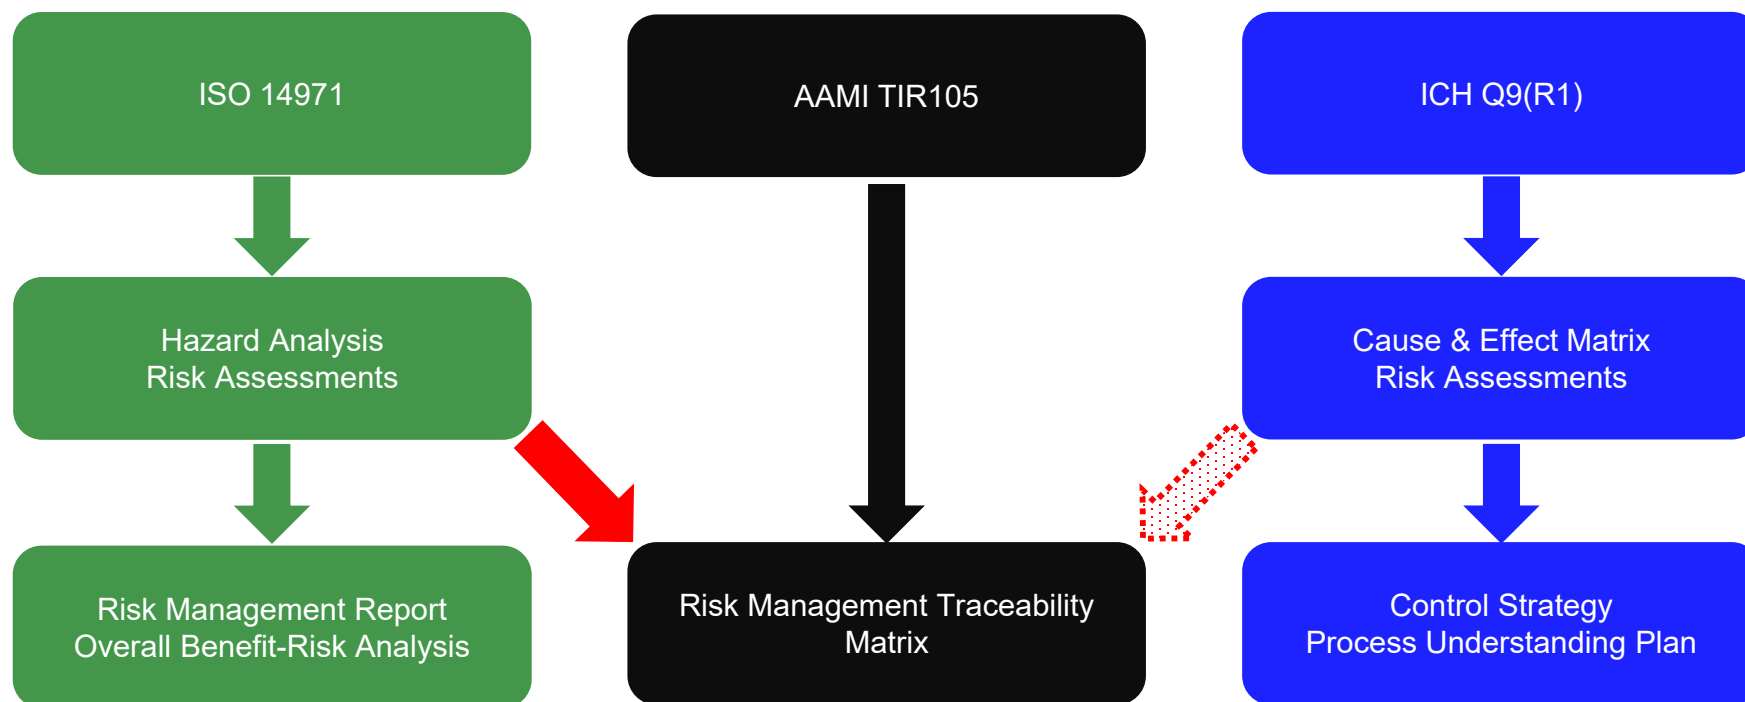 ISO 14971
AAMI TIR105
ICH Q9(R1)
Hazard Analysis
Risk Assessments
Cause & Effect Matrix
Risk Assessments
Risk Management Report
Overall Benefit-Risk Analysis
Risk Management Traceability
Matrix
Control Strategy
Process Understanding Plan